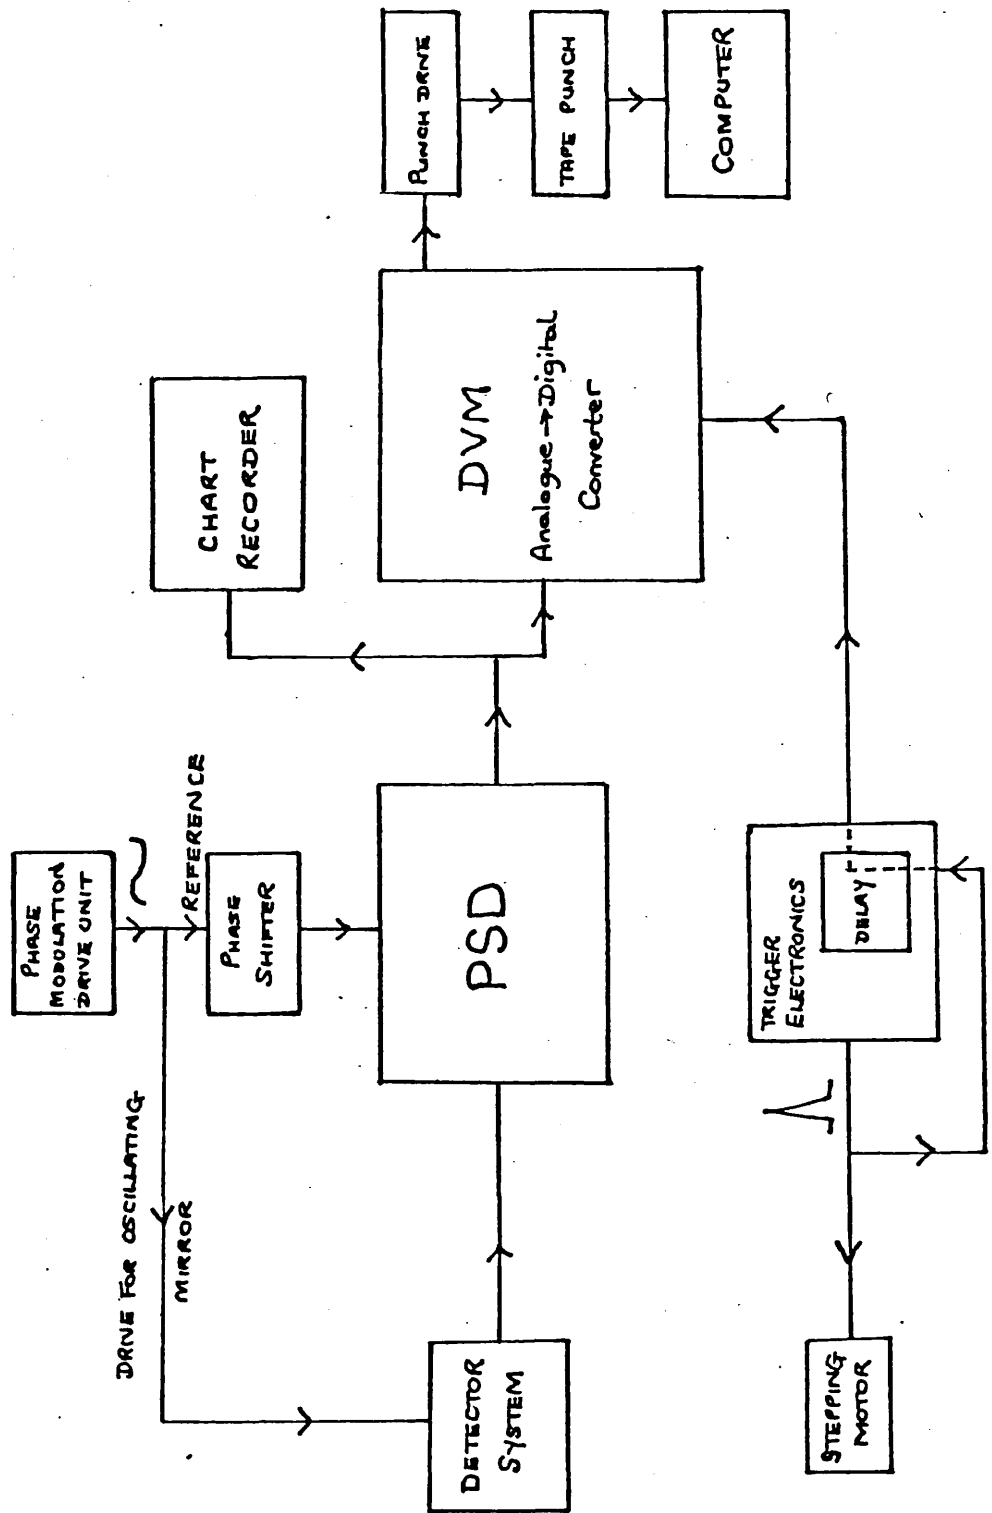 PHASE
MODULATION
DRIVE UNIT
REFERENCE
PHASE
SHIFTER
DRIVE FOR OSCILLATING
MIRROR
DETECTOR
SYSTEM
PSD
CHART
RECORDER
DVM
Analogue→Digital
Converter
PUNCH DRIVE
TAPE PUNCH
COMPUTER
TRIGGER
ELECTRONICS
DELAY
STEPPING
MOTOR